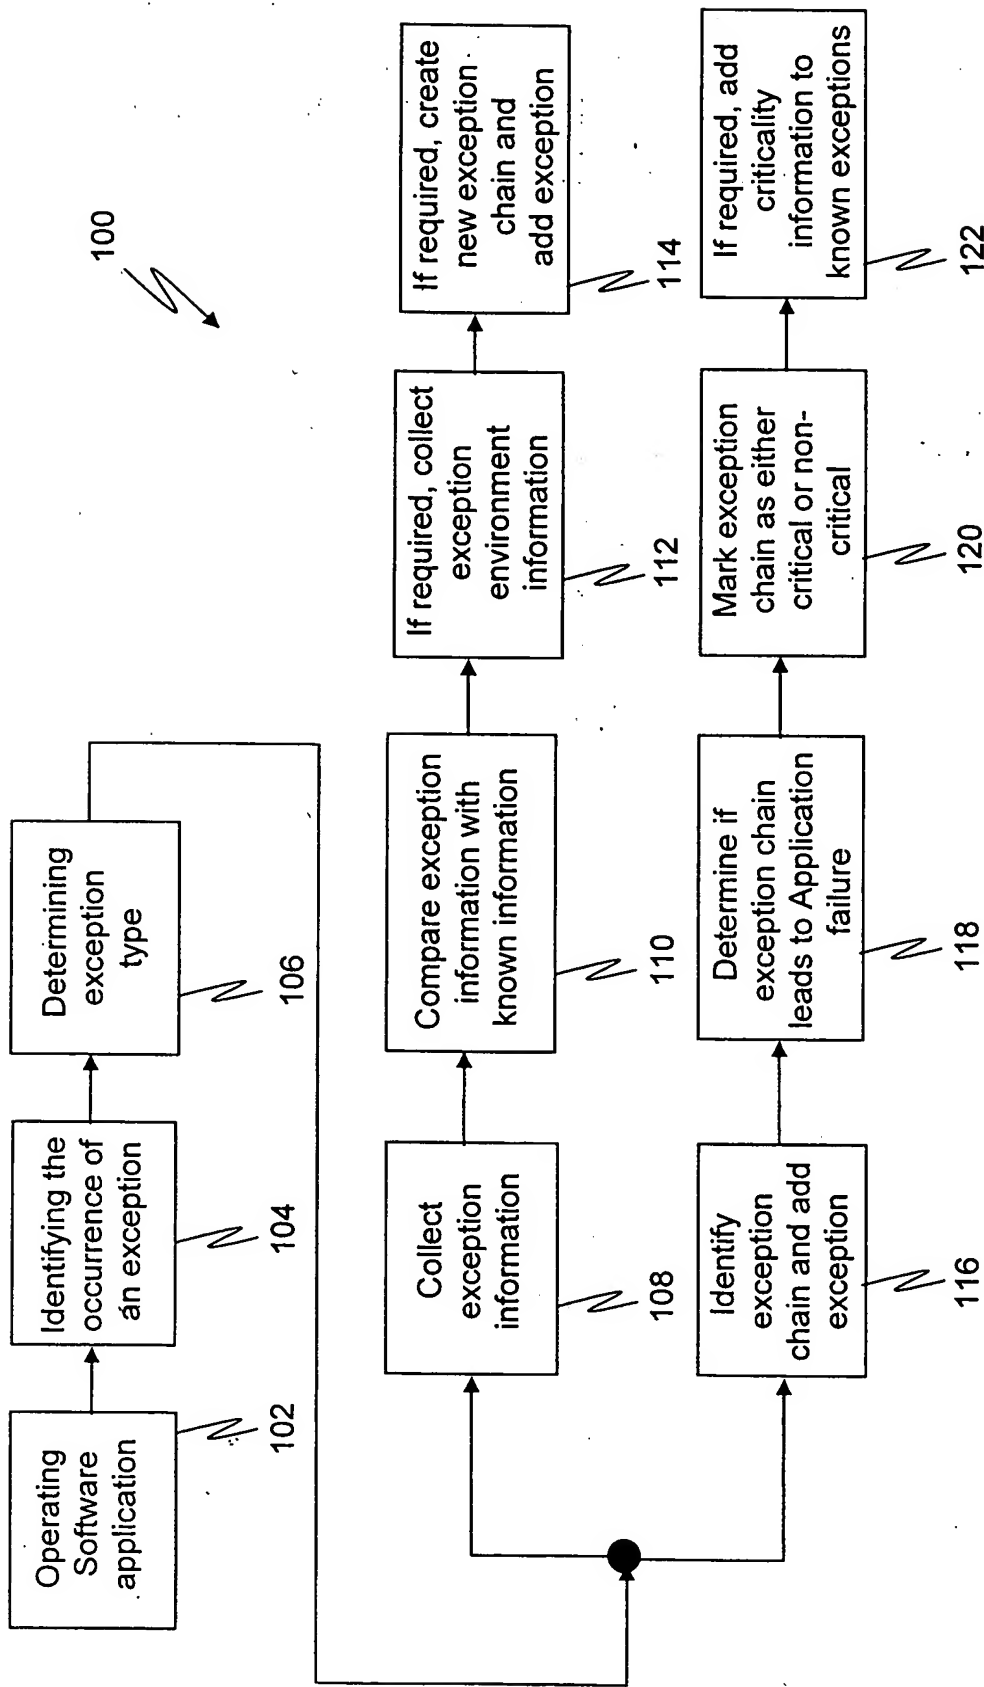 100
Operating
Software
application
102
Identifying the
occurrence of
an exception
104
Determining
exception
type
106
Collect
exception
information
108
Compare exception
information with
known information
110
If required, collect
exception
environment
information
112
If required, create
new exception
chain and
add exception
114
Identify
exception
chain and add
exception
116
Determine if
exception chain
leads to Application
failure
118
Mark exception
chain as either
critical or non-
critical
120
If required, add
criticality
information to
known exceptions
122